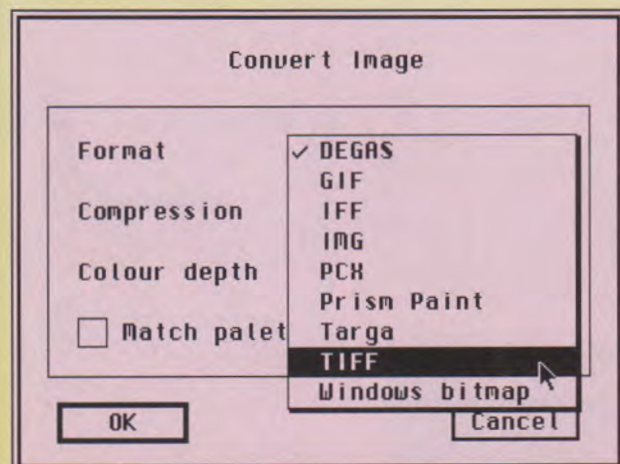 Convert Image
Format
✓ DEGAS
GIF
Compression
IFF
IMG
Colour depth
PCX
Prism Paint
Match palet
Targa
TIFF
Windows bitmap
OK
Cancel